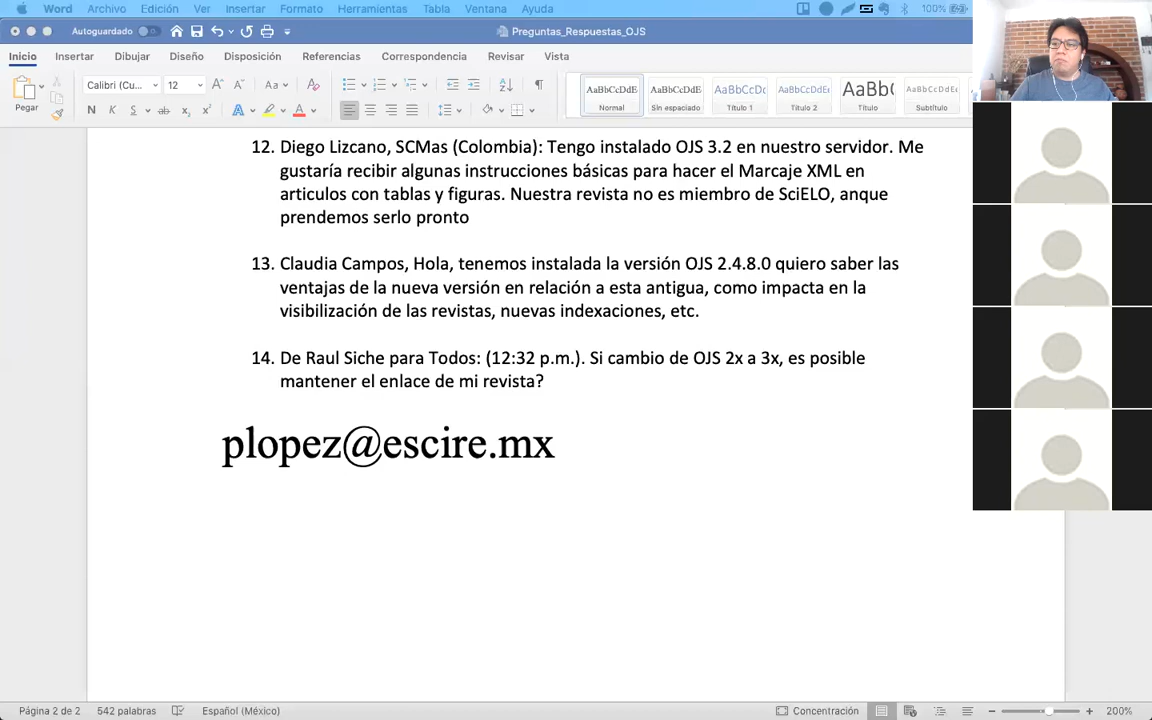 Word Archivo Edición Ver Insertar Formato Herramientas Tabla Ventana Ayuda 100%
Autoguardado Preguntas_Respuestas_OJS
Inicio Insertar Dibujar Diseño Disposición Referencias Correspondencia Revisar Vista
Pegar Calibri (Cu... 12 A A Aa A AaBbCcDdE AaBbCcDdE AaBbCcDc AaBbCcDdE AaBbC AaBbCcDdE
N K S ab x₂ x² A A Normal Sin espaciado Título 1 Título 2 Título Subtítulo
12. Diego Lizcano, SCMas (Colombia): Tengo instalado OJS 3.2 en nuestro servidor. Me
gustaría recibir algunas instrucciones básicas para hacer el Marcaje XML en
articulos con tablas y figuras. Nuestra revista no es miembro de SciELO, anque
prendemos serlo pronto
13. Claudia Campos, Hola, tenemos instalada la versión OJS 2.4.8.0 quiero saber las
ventajas de la nueva versión en relación a esta antigua, como impacta en la
visibilización de las revistas, nuevas indexaciones, etc.
14. De Raul Siche para Todos: (12:32 p.m.). Si cambio de OJS 2x a 3x, es posible
mantener el enlace de mi revista?
plopez@escire.mx
Página 2 de 2 542 palabras Español (México) Concentración 200%